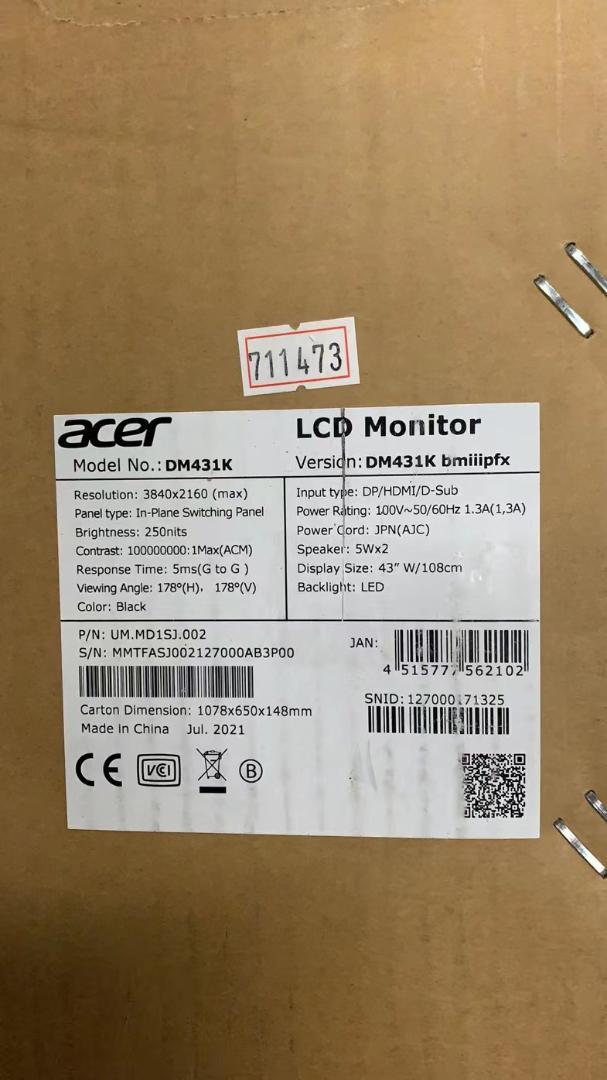 711473
acer
LCD Monitor
Model No.: DM431K
Version: DM431K bmiiipfx
Resolution: 3840x2160 (max)
Panel type: In-Plane Switching Panel
Brightness: 250nits
Contrast: 100000000:1Max(ACM)
Response Time: 5ms(G to G )
Viewing Angle: 178°(H), 178°(V)
Color: Black
Input type: DP/HDMI/D-Sub
Power Rating: 100V~50/60Hz 1.3A(1,3A)
Power Cord: JPN(AJC)
Speaker: 5Wx2
Display Size: 43" W/108cm
Backlight: LED
P/N: UM.MD1SJ.002
S/N: MMTFASJ002127000AB3P00
Carton Dimension: 1078x650x148mm
Made in China Jul. 2021
JAN:
4 515777 562102
SNID: 127000171325
CE
VCI
B